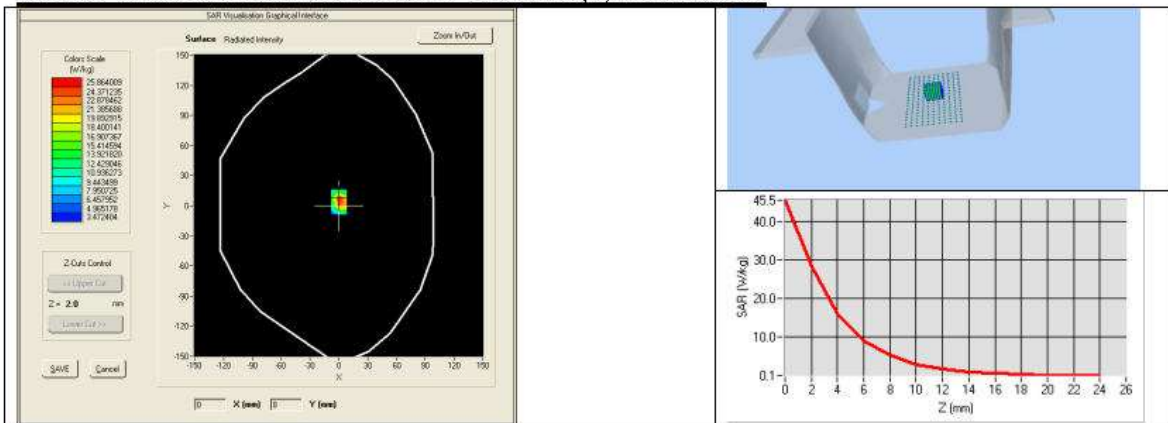 SAR Visualisation Graphical Interface
Surface Radiated Intensity
Zoom In/Out
Colors Scale
(W/kg)
25.864009
24.371235
22.878462
21.385688
19.892915
18.400141
16.907367
15.414594
13.921820
12.429046
10.936273
9.443499
7.950725
6.457952
4.965178
3.472404
Z-Cuts Control
<< Upper Cut
Z = 2.0 mm
Lower Cut >>
SAVE Cancel
150
120
90
60
30
0
-30
-60
-90
-120
-150
Y
-150 -120 -90 -60 -30 0 30 60 90 120 150
X
0 X (mm) 0 Y (mm)
45.5
40.0
30.0
20.0
10.0
0.1
SAR (W/kg)
0 2 4 6 8 10 12 14 16 18 20 22 24 26
Z (mm)